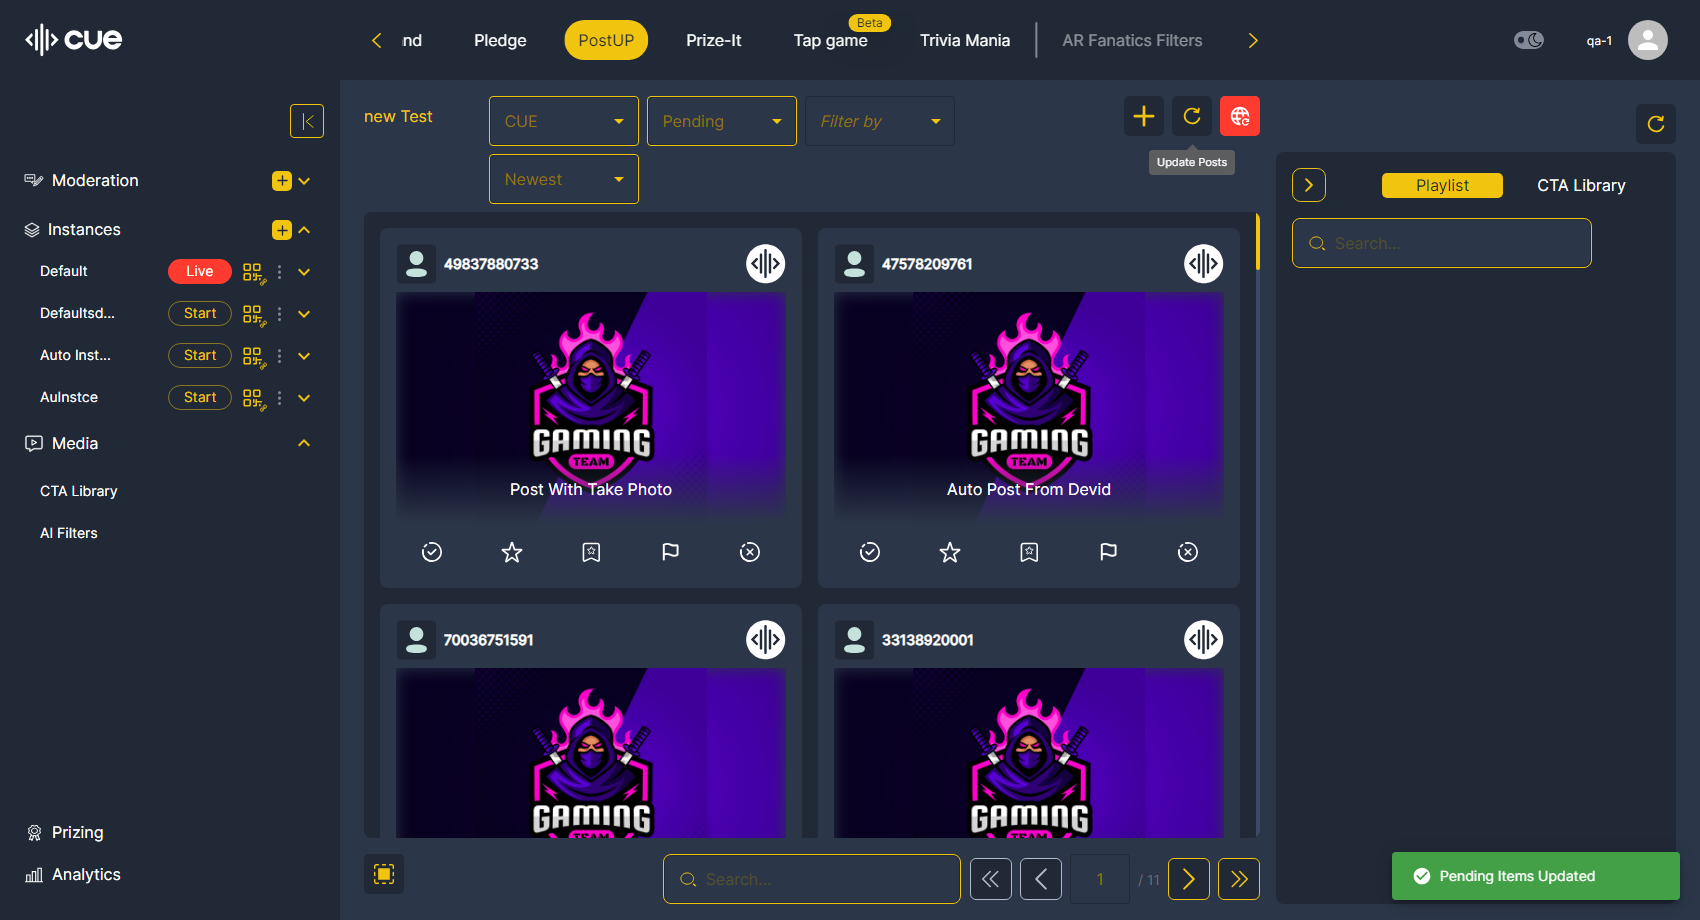 cue
nd
Pledge
PostUP
Prize-It
Beta
Tap game
Trivia Mania
AR Fanatics Filters
qa-1
new Test
CUE
Pending
Filter by
Newest
Update Posts
Moderation
Instances
Default
Live
Defaultsd...
Start
Auto Inst...
Start
AuInstce
Start
Media
CTA Library
AI Filters
Prizing
Analytics
49837880733
GAMING
TEAM
Post With Take Photo
47578209761
GAMING
TEAM
Auto Post From Devid
70036751591
GAMING
TEAM
33138920001
GAMING
TEAM
Search...
1
/ 11
Playlist
CTA Library
Search...
Pending Items Updated